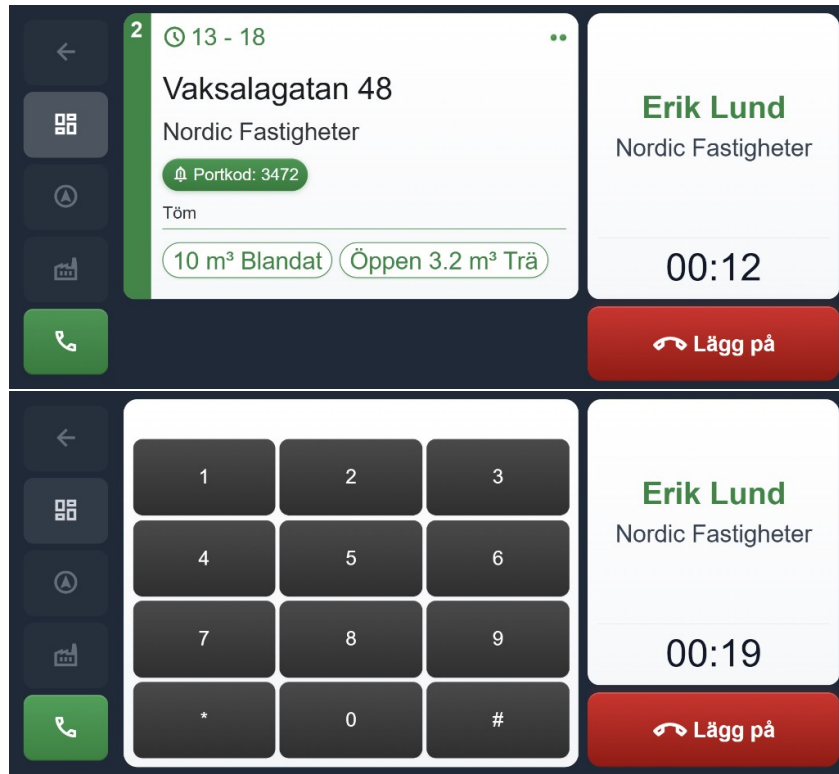 2
13 - 18
Vaksalagatan 48
Nordic Fastigheter
Portkod: 3472
Töm
10 m³ Blandat
Öppen 3.2 m³ Trä
Erik Lund
Nordic Fastigheter
00:12
Lägg på
1 2 3
4 5 6
7 8 9
* 0 #
Erik Lund
Nordic Fastigheter
00:19
Lägg på